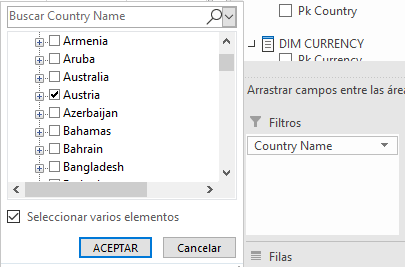 Buscar Country Name
Armenia
Aruba
Australia
Austria
Azerbaijan
Bahamas
Bahrain
Bangladesh
Seleccionar varios elementos
ACEPTAR
Cancelar
Pk Country
DIM CURRENCY
Pk Currency
Arrastrar campos entre las área
Filtros
Country Name
Filas